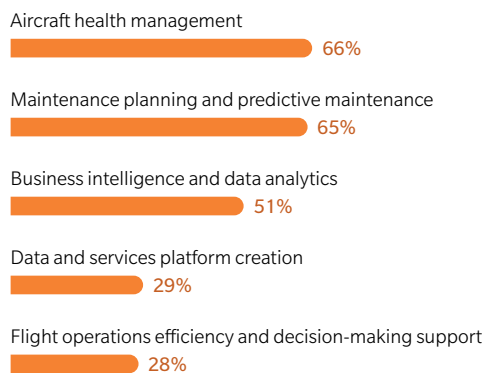 Aircraft health management
66%
Maintenance planning and predictive maintenance
65%
Business intelligence and data analytics
51%
Data and services platform creation
29%
Flight operations efficiency and decision-making support
28%